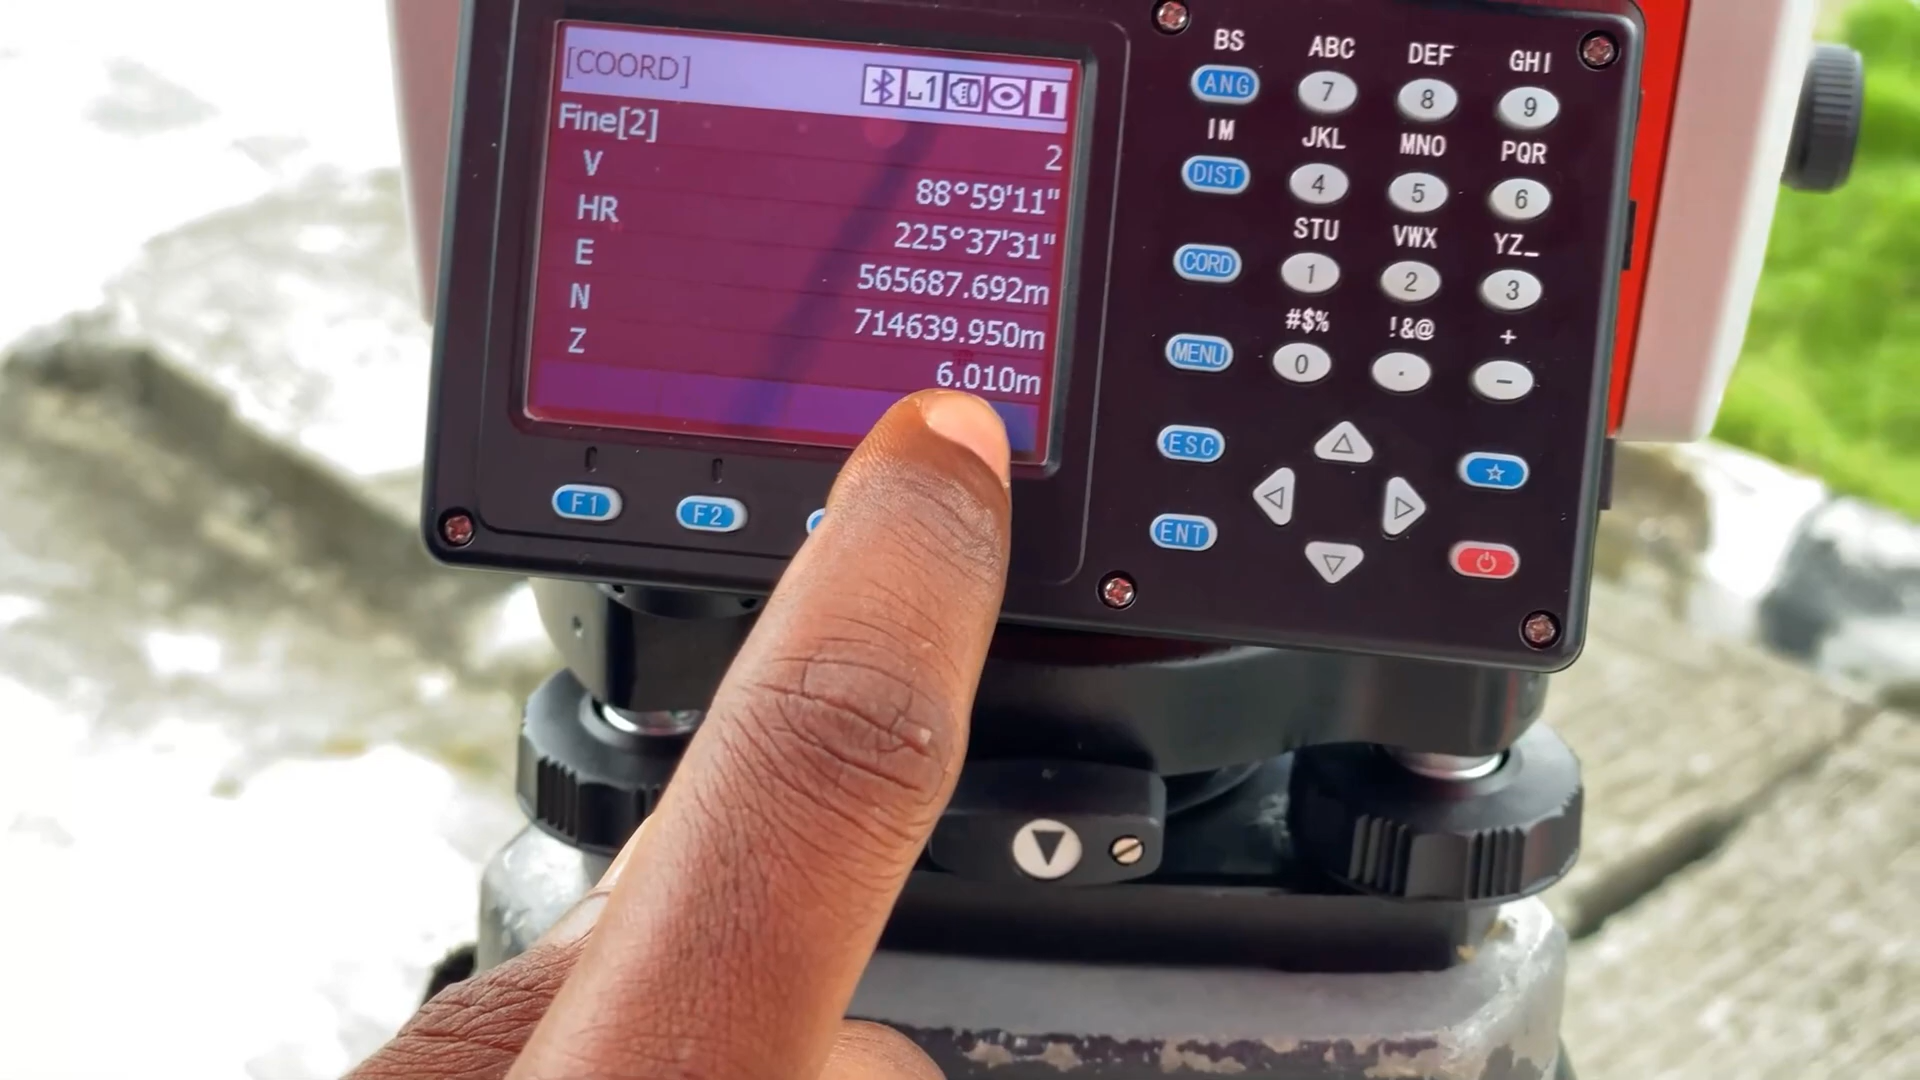 [COORD]
1
Fine[2]
2
V 88°59'11"
HR 225°37'31"
E 565687.692m
N 714639.950m
Z 6.010m
F1 F2
BS ABC DEF GHI
ANG 7 8 9
IM JKL MNO PQR
DIST 4 5 6
STU VWX YZ_
CORD 1 2 3
#$% !&@ +
MENU 0 . -
ESC
ENT